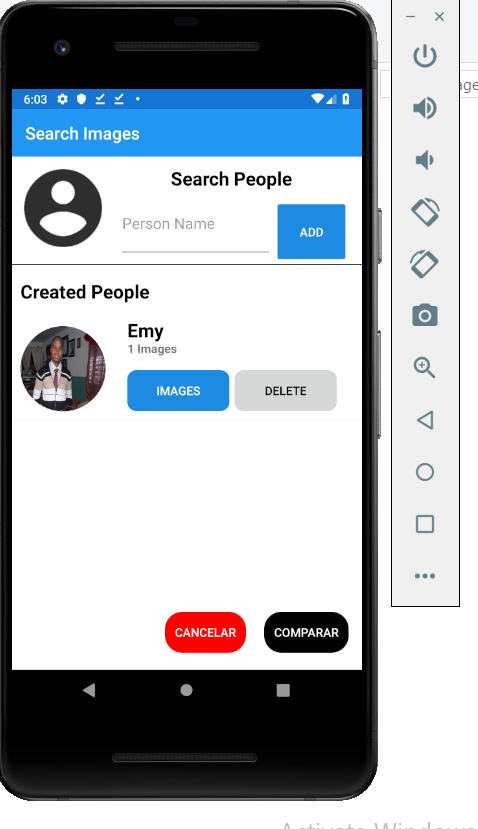 age
6:03
Search Images
Search People
Person Name
ADD
Created People
Emy
1 Images
IMAGES
DELETE
CANCELAR
COMPARAR
Activate Windows